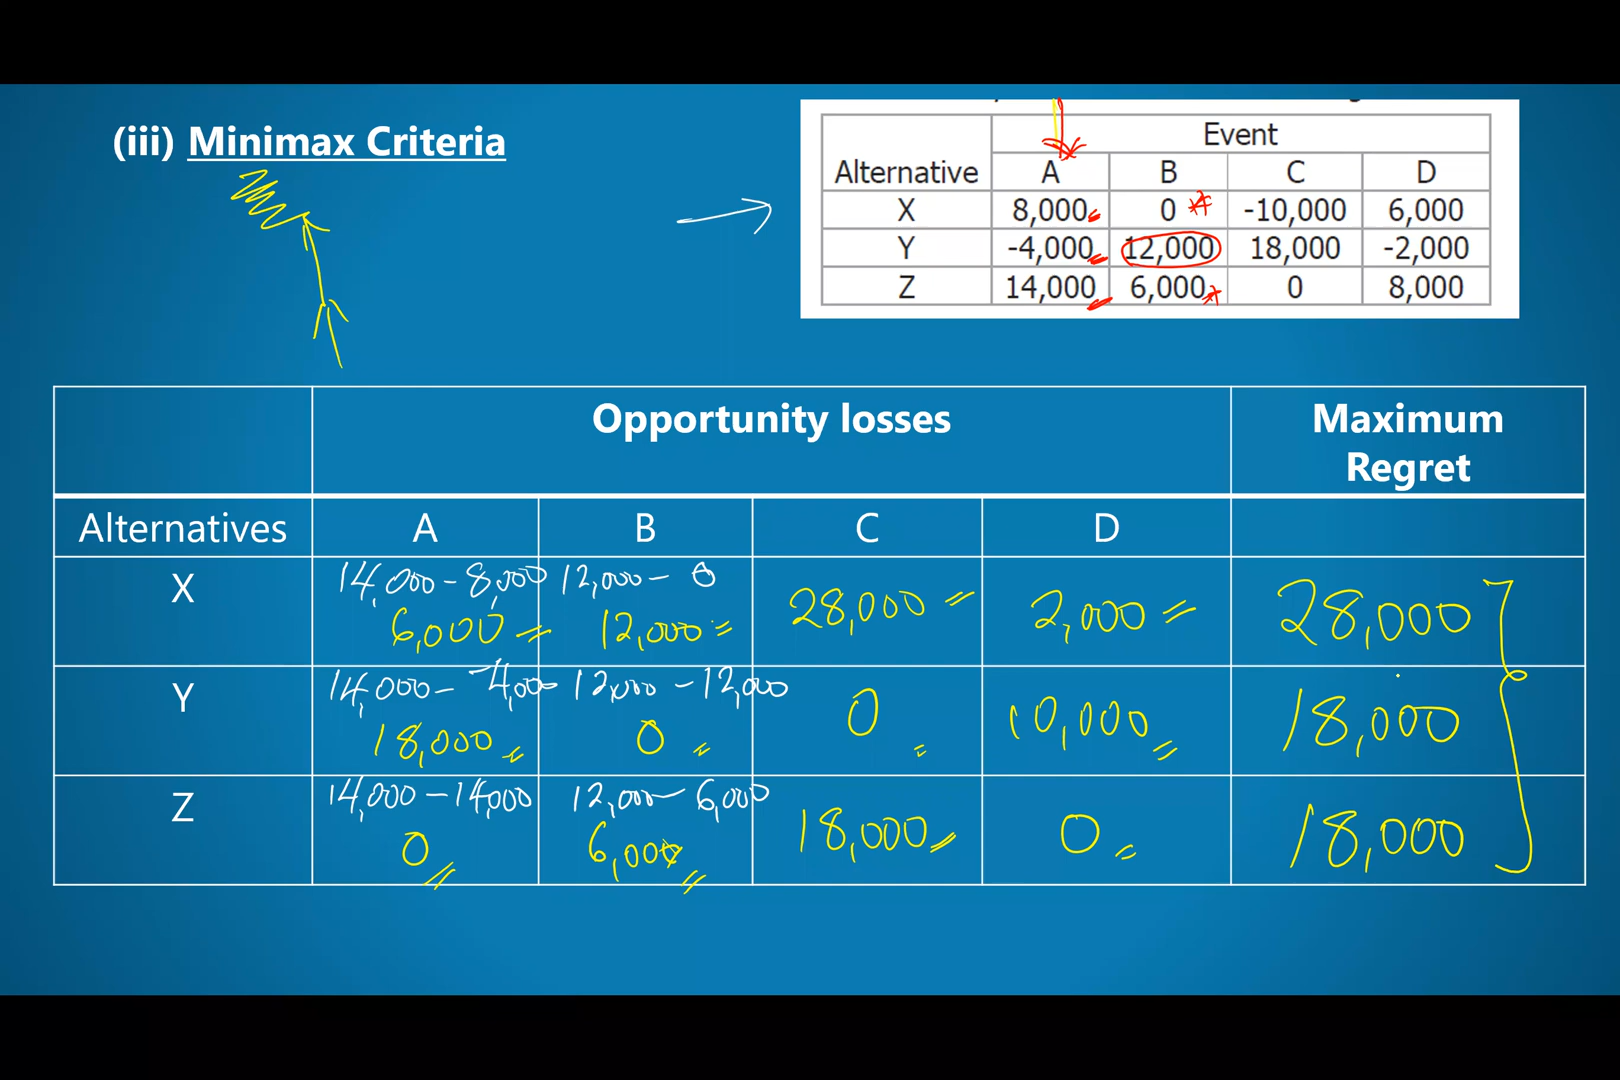 (iii) Minimax Criteria
Event
Alternative A B C D
X 8,000 0 -10,000 6,000
Y -4,000 12,000 18,000 -2,000
Z 14,000 6,000 0 8,000
Opportunity losses Maximum Regret
Alternatives A B C D
X 14,000 - 8,000 12,000 - 0
6,000 = 12,000 = 28,000 = 2,000 = 28,000
Y 14,000 - -4,000 12,000 - 12,000
18,000 = 0 = 0 = 10,000 = 18,000
Z 14,000 - 14,000 12,000 - 6,000
0 = 6,000 = 18,000 = 0 = 18,000